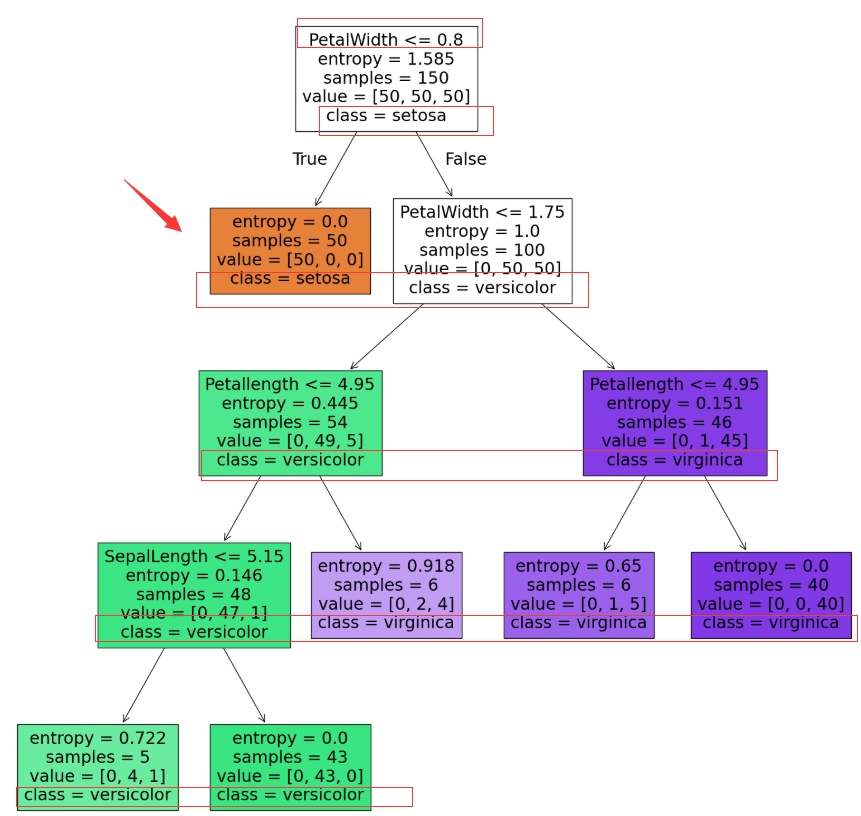 PetalWidth <= 0.8
entropy = 1.585
samples = 150
value = [50, 50, 50]
class = setosa
True
False
entropy = 0.0
samples = 50
value = [50, 0, 0]
class = setosa
PetalWidth <= 1.75
entropy = 1.0
samples = 100
value = [0, 50, 50]
class = versicolor
Petallength <= 4.95
entropy = 0.445
samples = 54
value = [0, 49, 5]
class = versicolor
Petallength <= 4.95
entropy = 0.151
samples = 46
value = [0, 1, 45]
class = virginica
SepalLength <= 5.15
entropy = 0.146
samples = 48
value = [0, 47, 1]
class = versicolor
entropy = 0.918
samples = 6
value = [0, 2, 4]
class = virginica
entropy = 0.65
samples = 6
value = [0, 1, 5]
class = virginica
entropy = 0.0
samples = 40
value = [0, 0, 40]
class = virginica
entropy = 0.722
samples = 5
value = [0, 4, 1]
class = versicolor
entropy = 0.0
samples = 43
value = [0, 43, 0]
class = versicolor